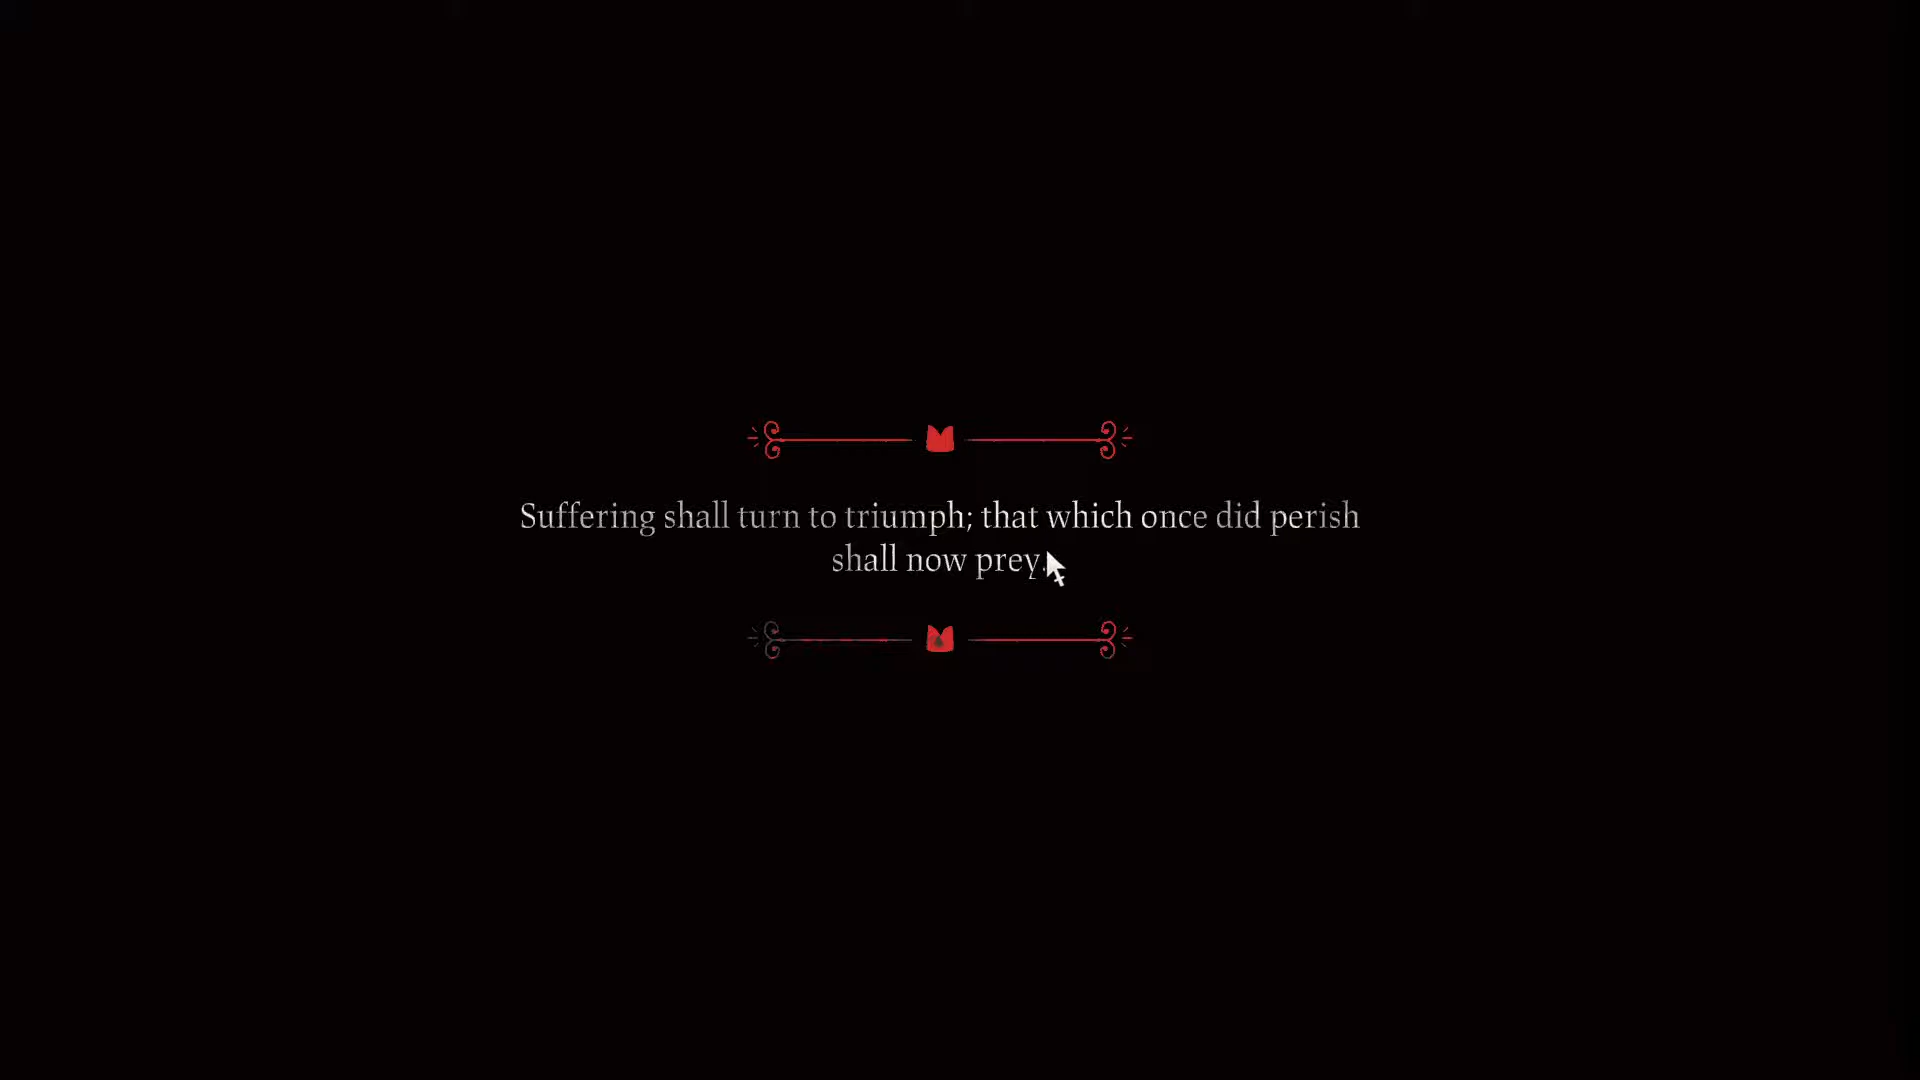 Suffering shall turn to triumph; that which once did perish
shall now prey.